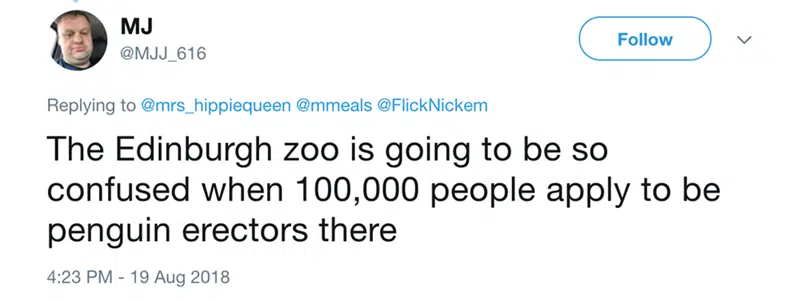 MJ
@MJJ_616
Follow
Replying to @mrs_hippiequeen @mmeals @FlickNickem
The Edinburgh zoo is going to be so
confused when 100,000 people apply to be
penguin erectors there
4:23 PM - 19 Aug 2018